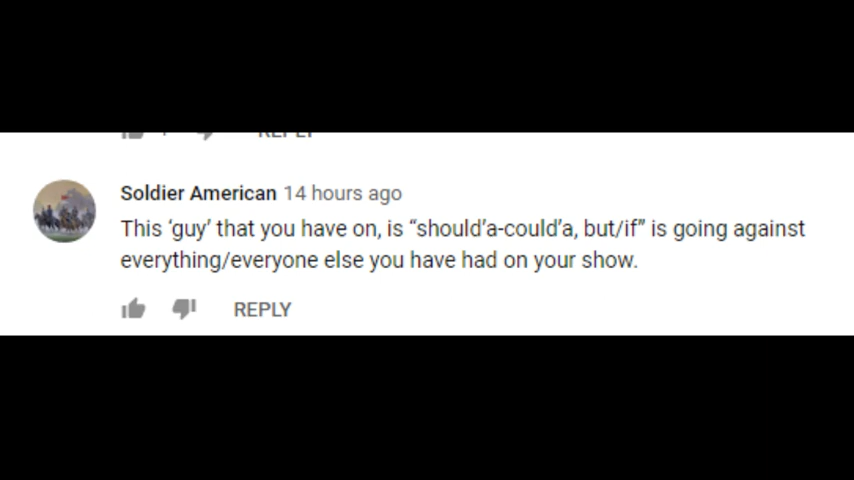 Soldier American 14 hours ago
This ‘guy’ that you have on, is “should’a-could’a, but/if” is going against
everything/everyone else you have had on your show.
REPLY